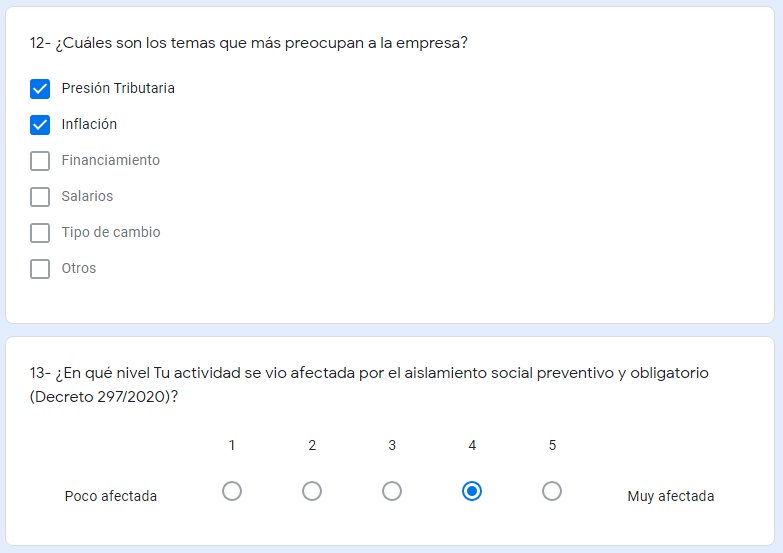 12- ¿Cuáles son los temas que más preocupan a la empresa?
Presión Tributaria
Inflación
Financiamiento
Salarios
Tipo de cambio
Otros
13- ¿En qué nivel Tu actividad se vio afectada por el aislamiento social preventivo y obligatorio
(Decreto 297/2020)?
1 2 3 4 5
Poco afectada Muy afectada